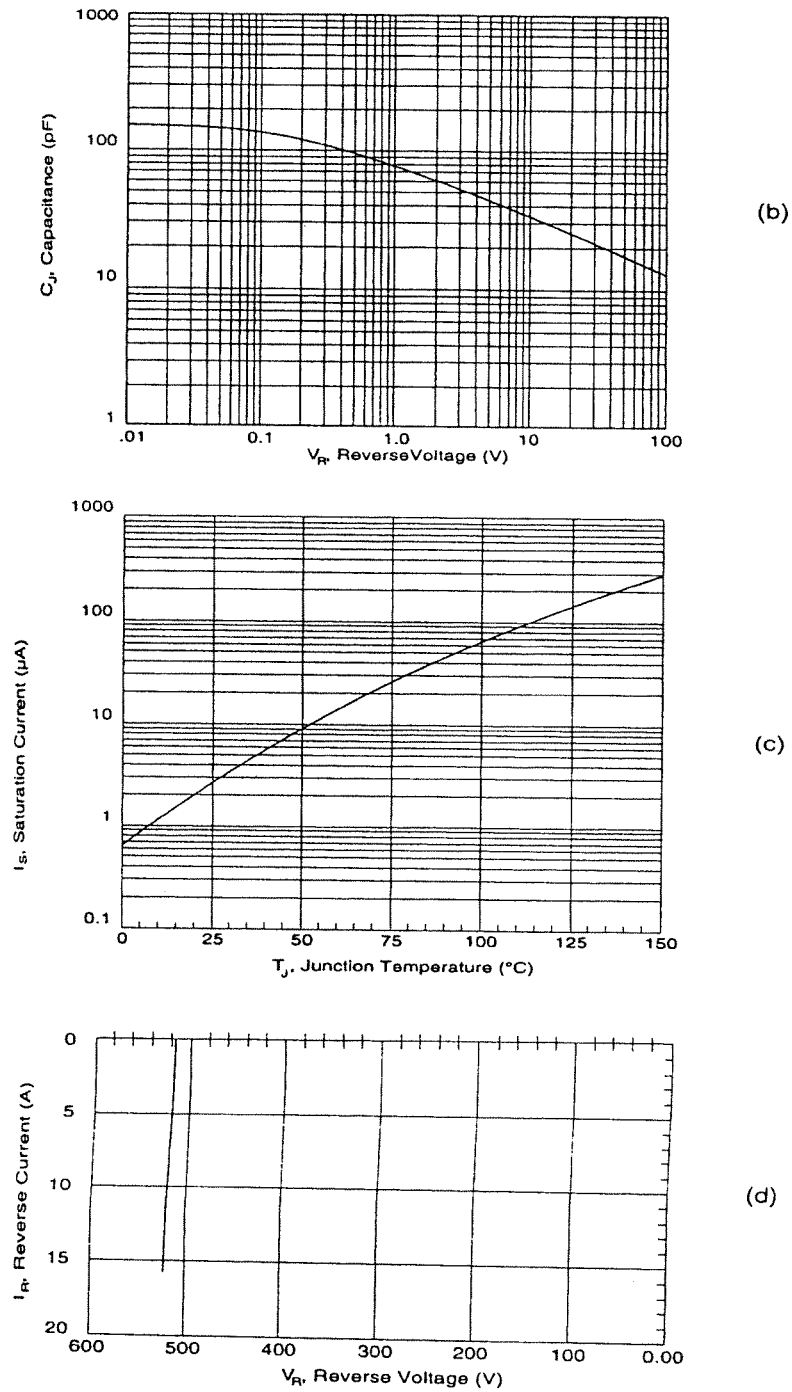 1000
100
10
1
C_J, Capacitance (pF)
.01 0.1 1.0 10 100
V_R, ReverseVoltage (V)
(b)
1000
100
10
1
0.1
I_S, Saturation Current (µA)
0 25 50 75 100 125 150
T_J, Junction Temperature (°C)
(c)
0
5
10
15
20
I_R, Reverse Current (A)
600 500 400 300 200 100 0.00
V_R, Reverse Voltage (V)
(d)